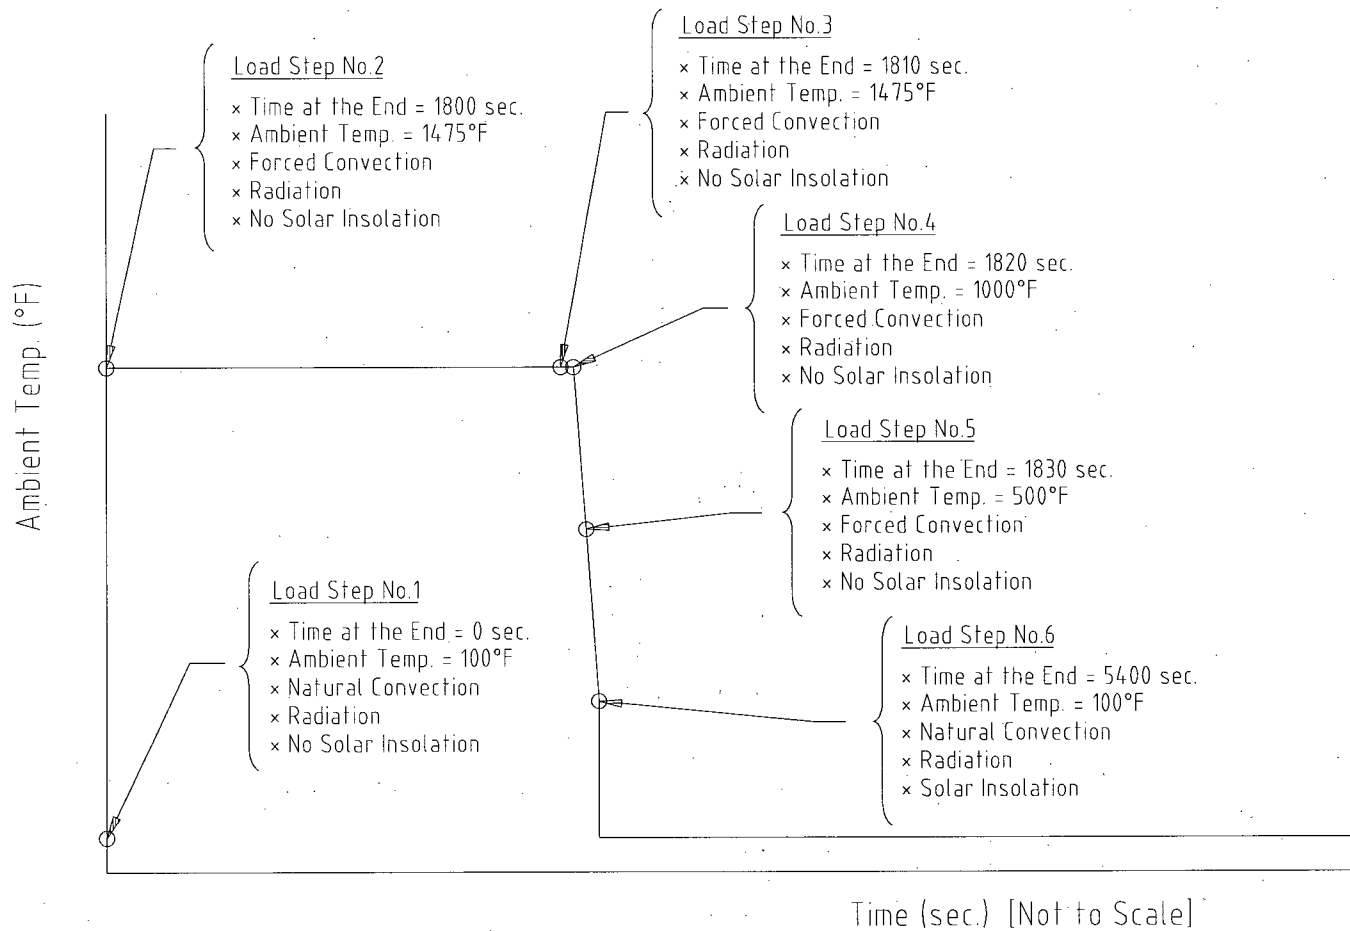 Load Step No.3
× Time at the End = 1810 sec.
× Ambient Temp. = 1475°F
× Forced Convection
× Radiation
× No Solar Insolation
Load Step No.2
× Time at the End = 1800 sec.
× Ambient Temp. = 1475°F
× Forced Convection
× Radiation
× No Solar Insolation
Load Step No.4
× Time at the End = 1820 sec.
× Ambient Temp. = 1000°F
× Forced Convection
× Radiation
× No Solar Insolation
Ambient Temp. (°F)
Load Step No.5
× Time at the End = 1830 sec.
× Ambient Temp. = 500°F
× Forced Convection
× Radiation
× No Solar Insolation
Load Step No.1
× Time at the End = 0 sec.
× Ambient Temp. = 100°F
× Natural Convection
× Radiation
× No Solar Insolation
Load Step No.6
× Time at the End = 5400 sec.
× Ambient Temp. = 100°F
× Natural Convection
× Radiation
× Solar Insolation
Time (sec.) [Not to Scale]